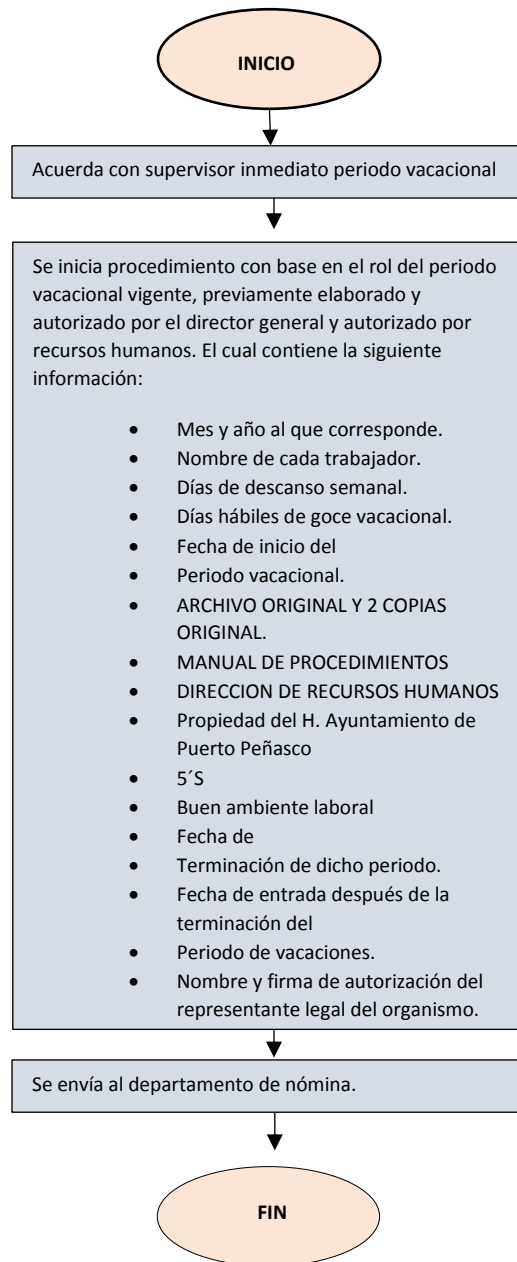 INICIO
Acuerda con supervisor inmediato periodo vacacional
Se inicia procedimiento con base en el rol del periodo
vacacional vigente, previamente elaborado y
autorizado por el director general y autorizado por
recursos humanos. El cual contiene la siguiente
información:
• Mes y año al que corresponde.
• Nombre de cada trabajador.
• Días de descanso semanal.
• Días hábiles de goce vacacional.
• Fecha de inicio del
• Periodo vacacional.
• ARCHIVO ORIGINAL Y 2 COPIAS
ORIGINAL.
• MANUAL DE PROCEDIMIENTOS
• DIRECCION DE RECURSOS HUMANOS
• Propiedad del H. Ayuntamiento de
Puerto Peñasco
• 5´S
• Buen ambiente laboral
• Fecha de
• Terminación de dicho periodo.
• Fecha de entrada después de la
terminación del
• Periodo de vacaciones.
• Nombre y firma de autorización del
representante legal del organismo.
Se envía al departamento de nómina.
FIN